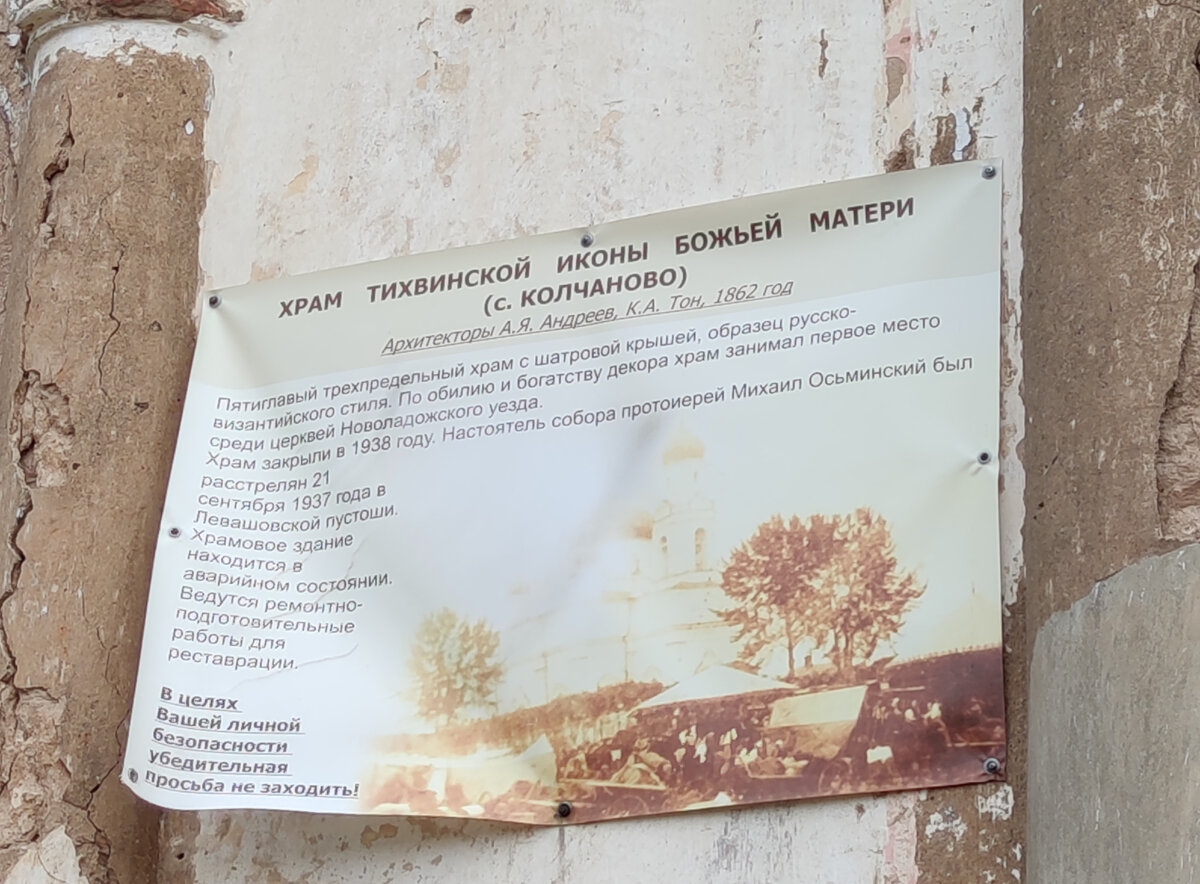 ХРАМ ТИХВИНСКОЙ ИКОНЫ БОЖЬЕЙ МАТЕРИ
(с. КОЛЧАНОВО)
Архитекторы А.Я. Андреев, К.А. Тон, 1862 год
Пятиглавый трехпредельный храм с шатровой крышей, образец русско-
византийского стиля. По обилию и богатству декора храм занимал первое место
среди церквей Новоладожского уезда.
Храм закрыли в 1938 году. Настоятель собора протоиерей Михаил Осьминский был
расстрелян 21
сентября 1937 года в
Левашовской пустоши.
Храмовое здание
находится в
аварийном состоянии.
Ведутся ремонтно-
подготовительные
работы для
реставрации.
В целях
Вашей личной
безопасности
убедительная
просьба не заходить!